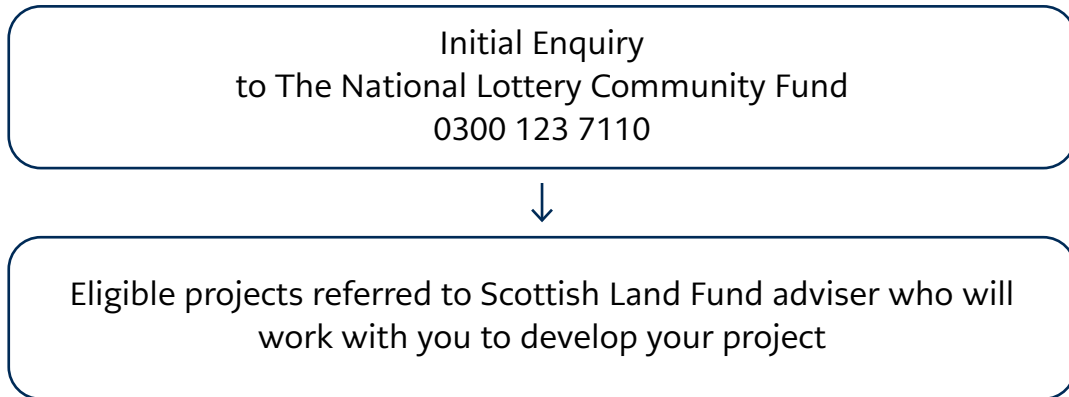 Initial Enquiry
to The National Lottery Community Fund
0300 123 7110
Eligible projects referred to Scottish Land Fund adviser who will
work with you to develop your project